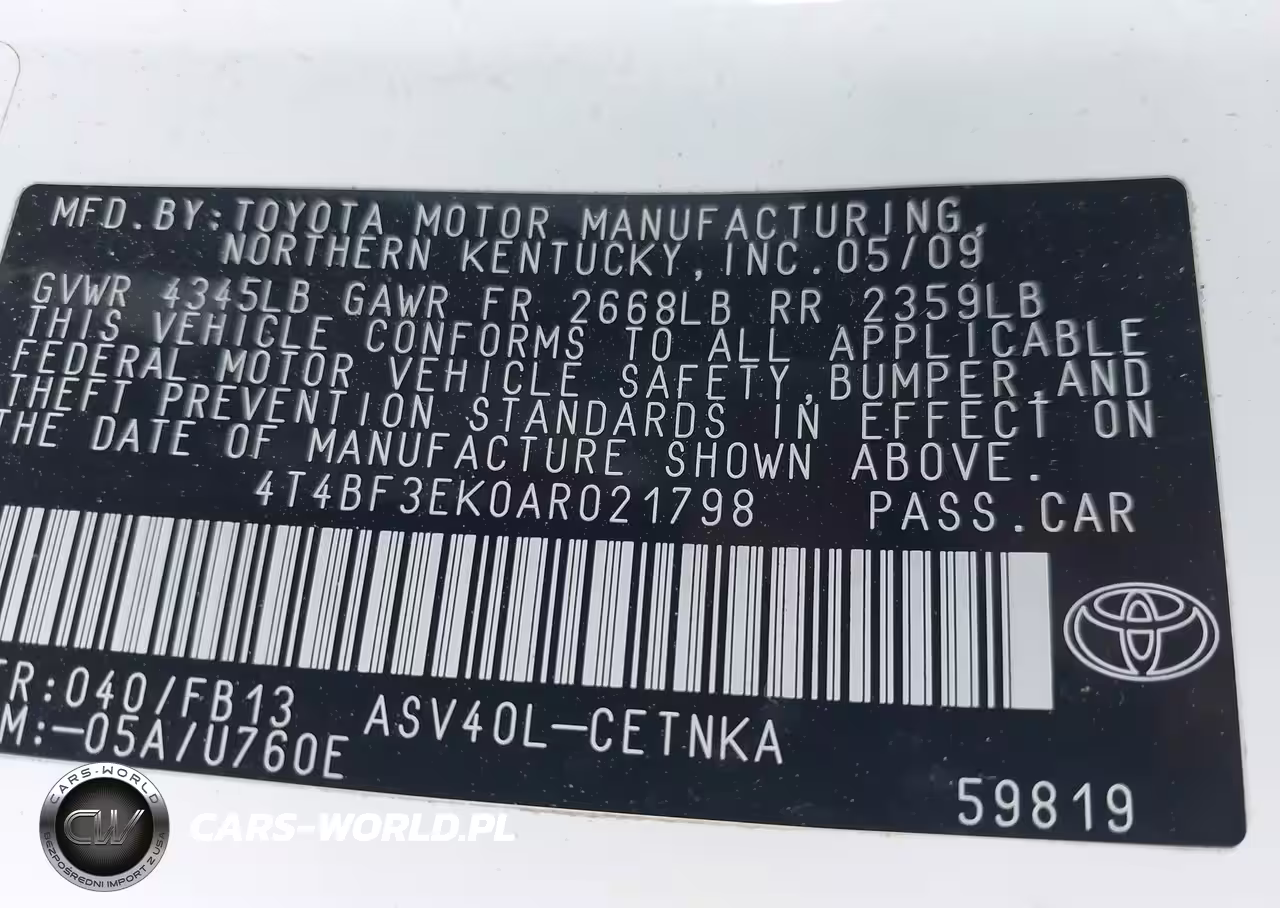 MFD.BY:TOYOTA MOTOR MANUFACTURING,
NORTHERN KENTUCKY,INC.05/09
GVWR 4345LB GAWR FR 2668LB RR 2359LB
THIS VEHICLE CONFORMS TO ALL APPLICABLE
FEDERAL MOTOR VEHICLE SAFETY,BUMPER,AND
THEFT PREVENTION STANDARDS IN EFFECT ON
THE DATE OF MANUFACTURE SHOWN ABOVE.
4T4BF3EK0AR021798 PASS.CAR
TR:040/FB13 ASV40L-CETNKA
M:-05A/U760E
59819
CARS-WORLD
CW
BEZPOŚREDNI IMPORT Z USA
CARS-WORLD.PL